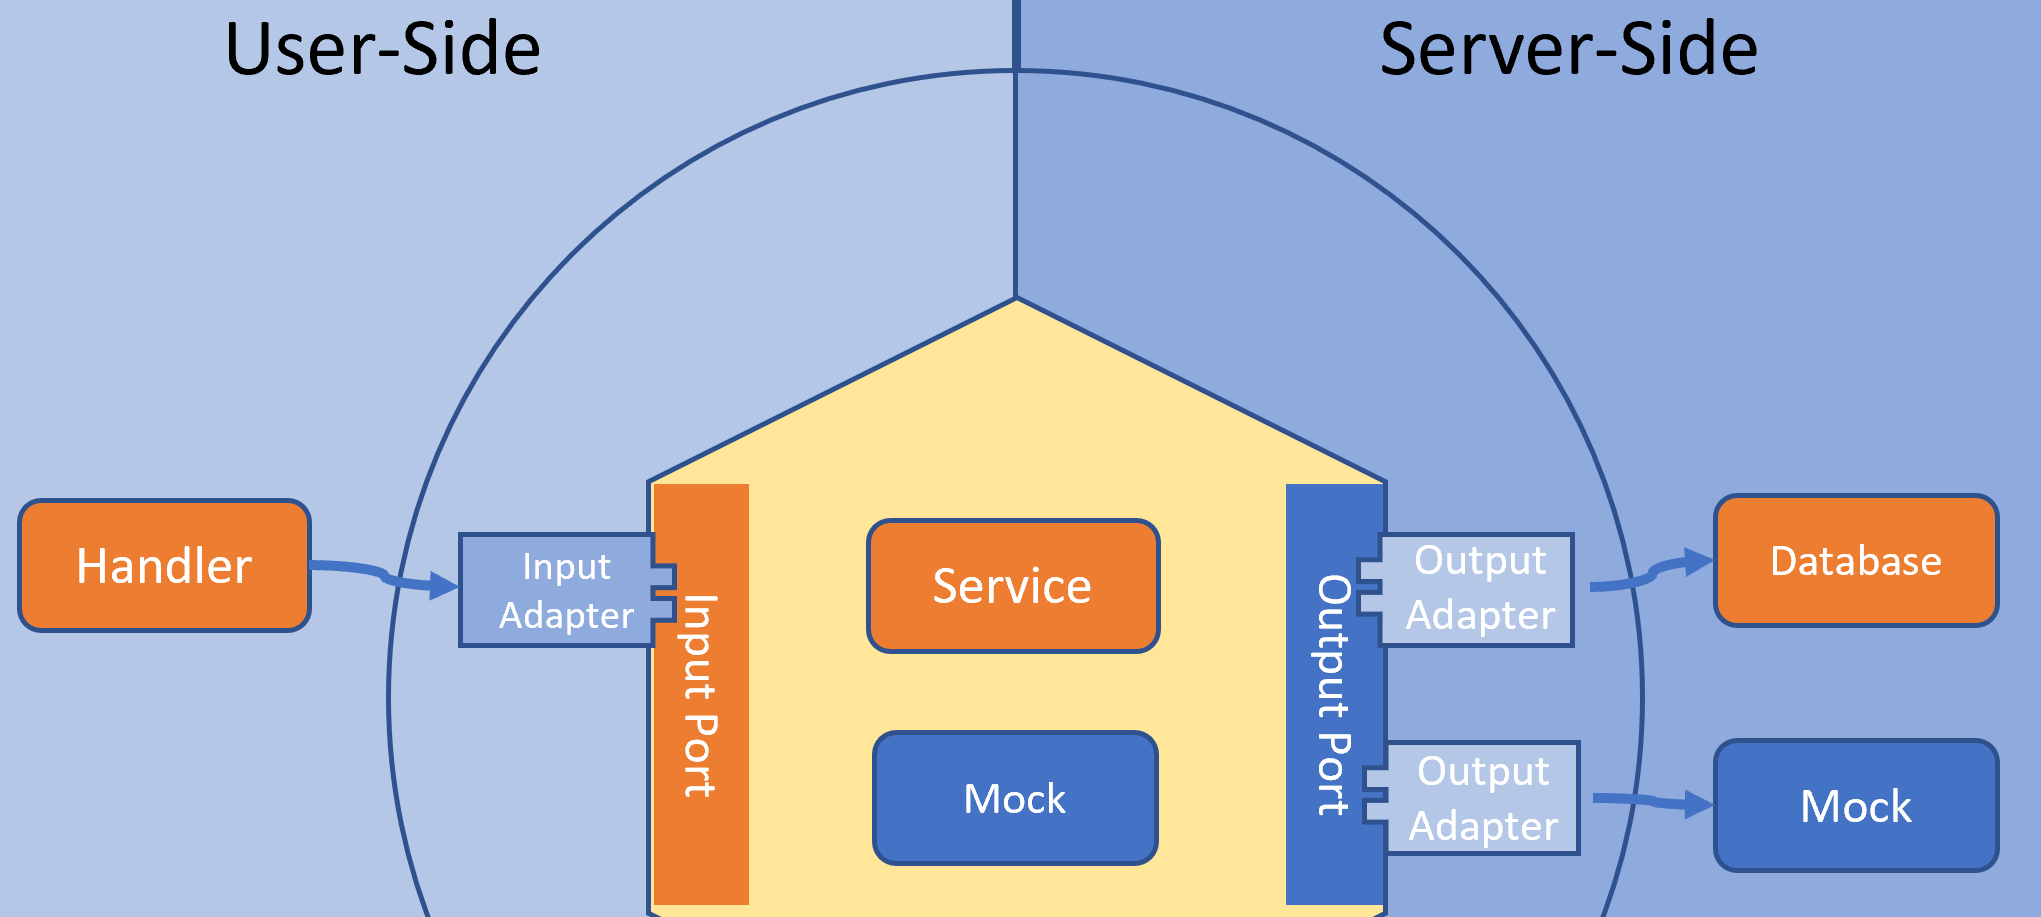 User-Side
Server-Side
Handler
Input
Adapter
Input Port
Service
Mock
Output Port
Output
Adapter
Output
Adapter
Database
Mock